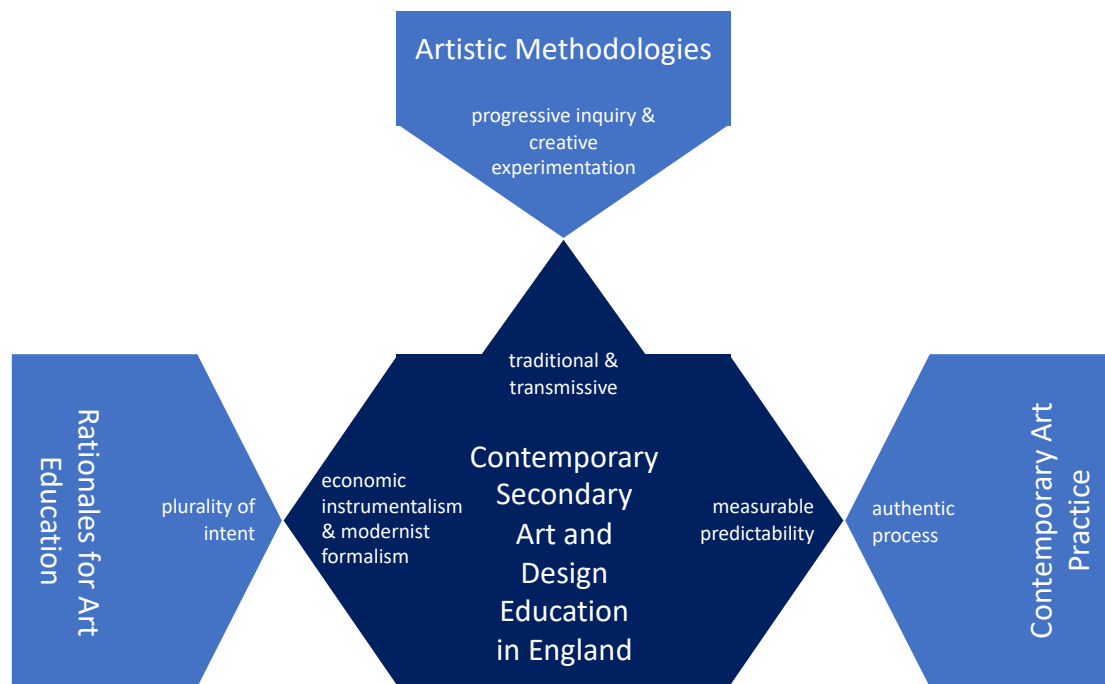 Artistic Methodologies
progressive inquiry &
creative
experimentation
traditional &
transmissive
Rationales for Art
Education
plurality of
intent
economic
instrumentalism
& modernist
formalism
Contemporary
Secondary
Art and
Design
Education
in England
measurable
predictability
authentic
process
Contemporary Art
Practice